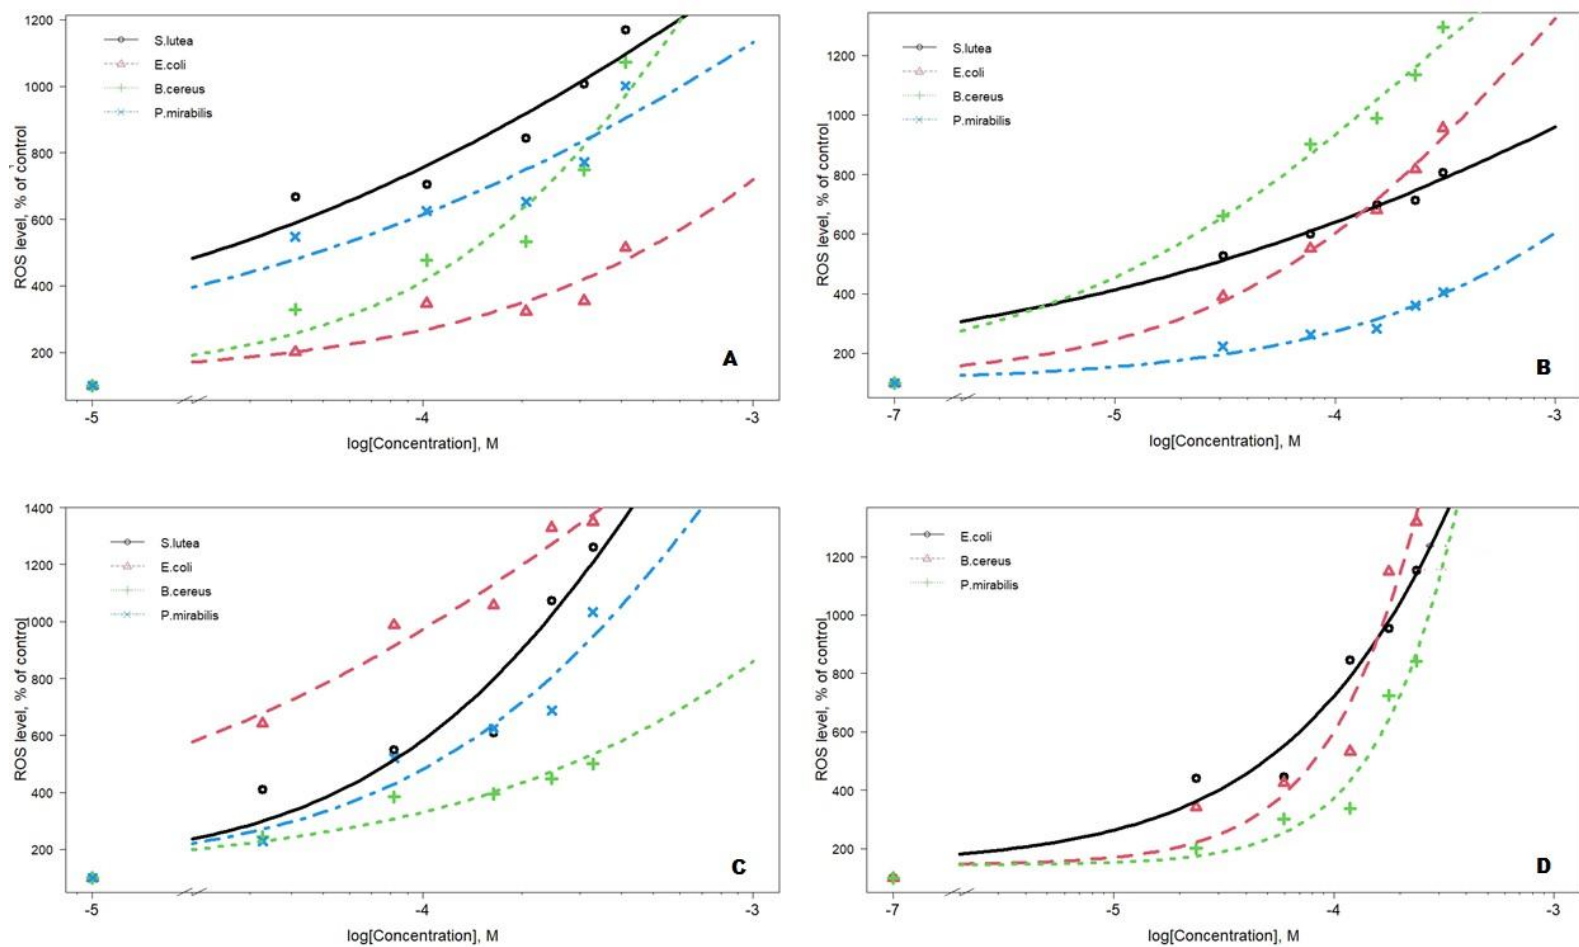 1200
1000
800
600
400
200
ROS level, % of control
S.lutea
E.coli
B.cereus
P.mirabilis
A
-5
-4
-3
log[Concentration], M
1200
1000
800
600
400
200
ROS level, % of control
S.lutea
E.coli
B.cereus
P.mirabilis
B
-7
-5
-4
-3
log[Concentration], M
1400
1200
1000
800
600
400
200
ROS level, % of control
S.lutea
E.coli
B.cereus
P.mirabilis
C
-5
-4
-3
log[Concentration], M
1200
1000
800
600
400
200
ROS level, % of control
E.coli
B.cereus
P.mirabilis
D
-7
-5
-4
-3
log[Concentration], M